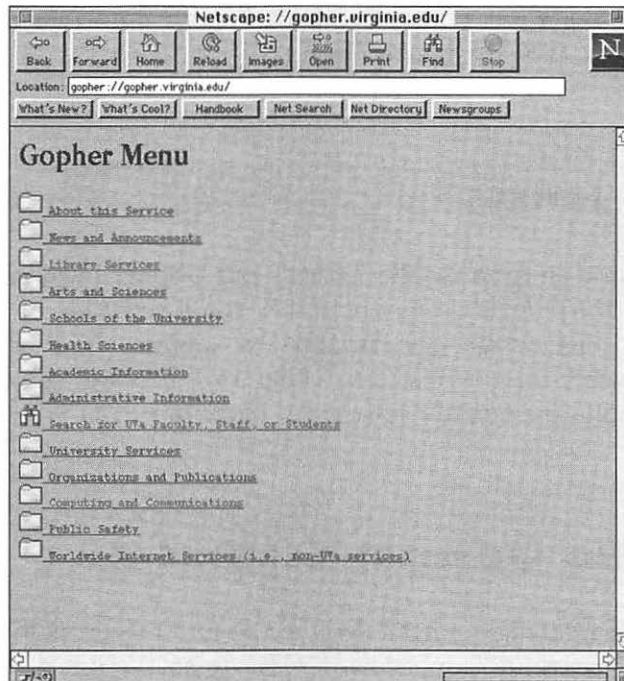 Netscape: //gopher.virginia.edu/
Back Forward Home Reload Images Open Print Find Stop
N
Location: gopher://gopher.virginia.edu/
What's New? What's Cool? Handbook Net Search Net Directory Newsgroups
Gopher Menu
About this Service
News and Announcements
Library Services
Arts and Sciences
Schools of the University
Health Sciences
Academic Information
Administrative Information
Search for UVa Faculty, Staff, or Students
University Services
Organizations and Publications
Computing and Communications
Public Safety
Worldwide Internet Services (i.e., non-UVa services)